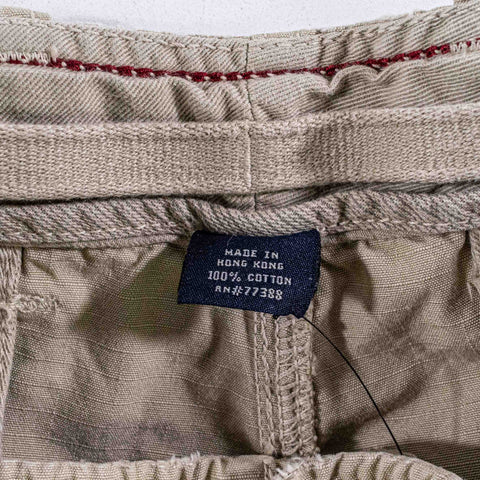 MADE IN
HONG KONG
100% COTTON
RN#77388